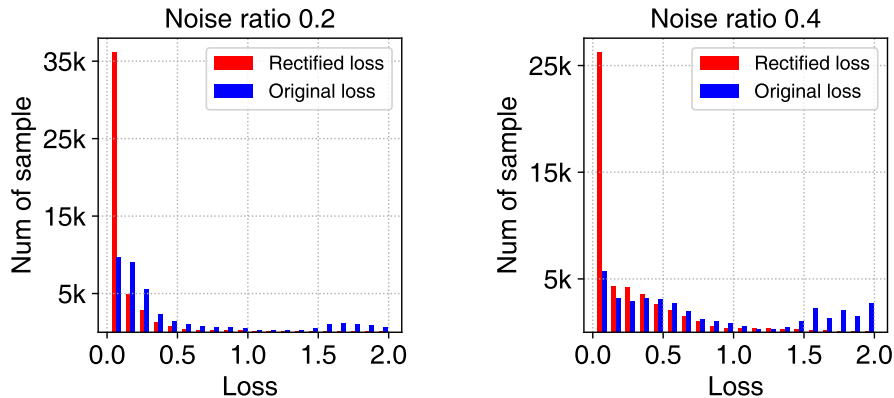 Noise ratio 0.2
Num of sample
35k
25k
15k
5k
Rectified loss
Original loss
0.0 0.5 1.0 1.5 2.0
Loss
Noise ratio 0.4
Num of sample
25k
15k
5k
Rectified loss
Original loss
0.0 0.5 1.0 1.5 2.0
Loss